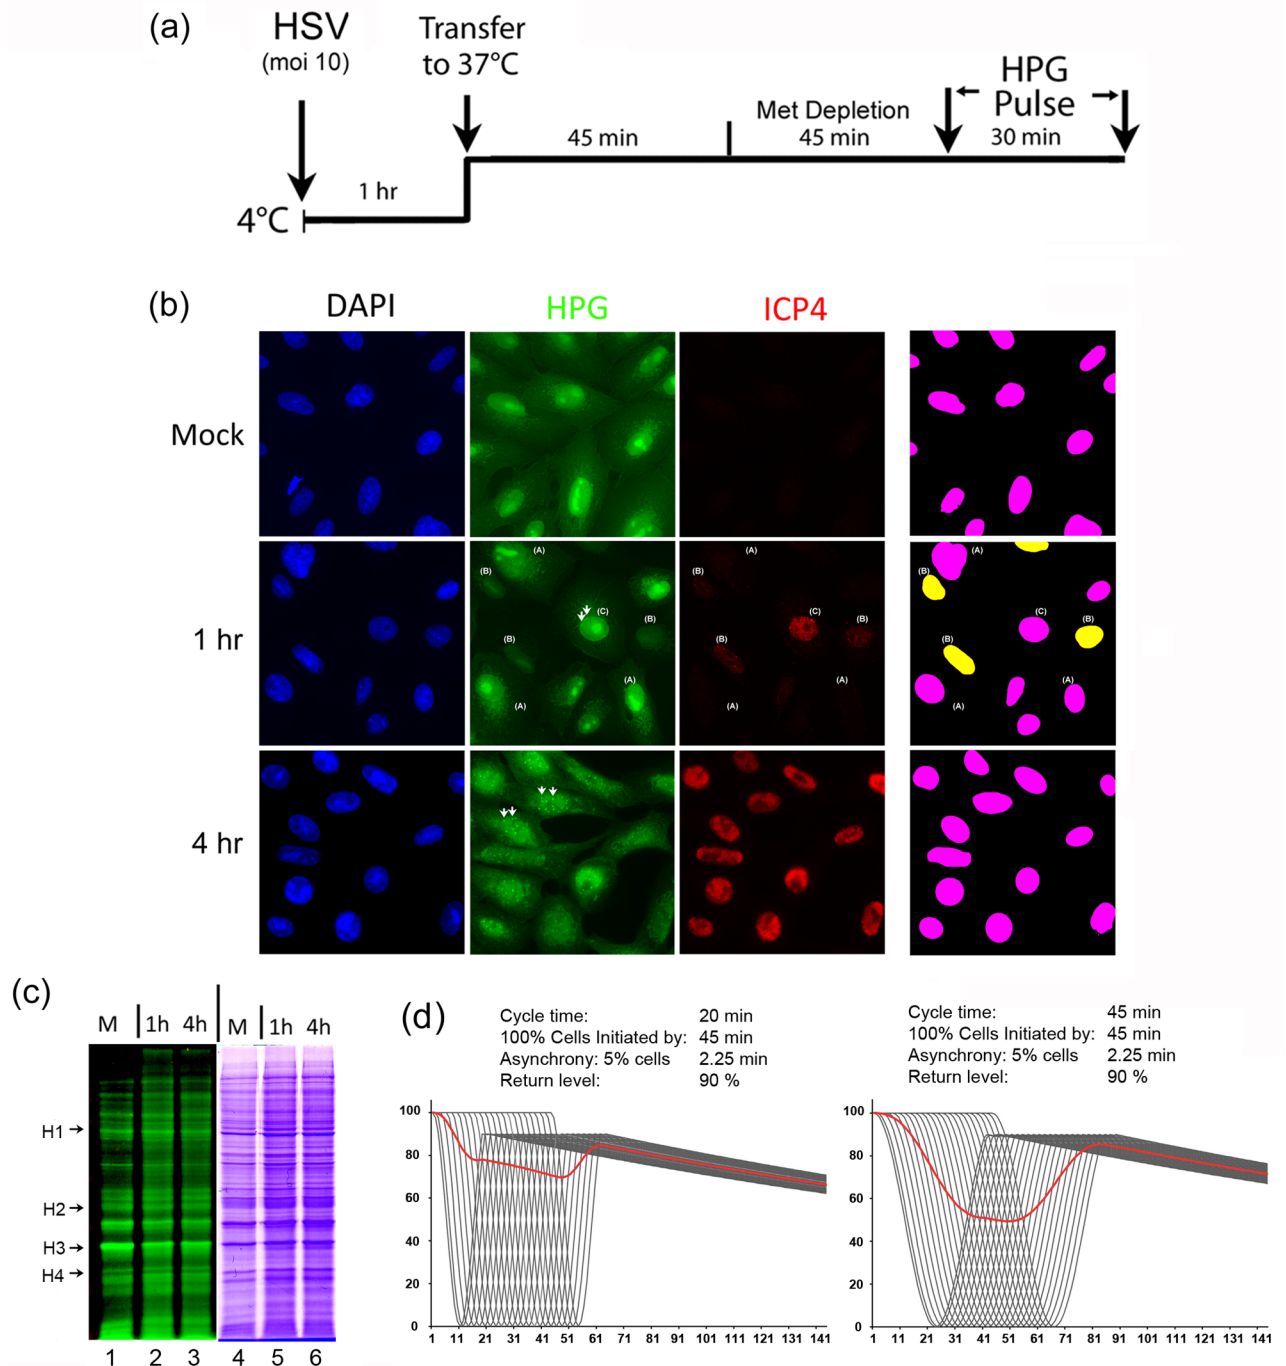 (a)
HSV
(moi 10)
Transfer
to 37°C
HPG
Pulse
Met Depletion
45 min
45 min
30 min
1 hr
4°C
(b)
DAPI
HPG
ICP4
Mock
1 hr
(A)
(B)
(C)
(B)
(B)
(A)
(A)
(A)
(B)
(C)
(B)
(B)
(A)
(A)
(A)
(B)
(C)
(B)
(B)
(A)
(A)
4 hr
(c)
M 1h 4h M 1h 4h
H1
H2
H3
H4
1 2 3 4 5 6
(d)
Cycle time: 20 min
100% Cells Initiated by: 45 min
Asynchrony: 5% cells 2.25 min
Return level: 90 %
100
80
60
40
20
0
1 11 21 31 41 51 61 71 81 91 101 111 121 131 141
Cycle time: 45 min
100% Cells Initiated by: 45 min
Asynchrony: 5% cells 2.25 min
Return level: 90 %
100
80
60
40
20
0
1 11 21 31 41 51 61 71 81 91 101 111 121 131 141